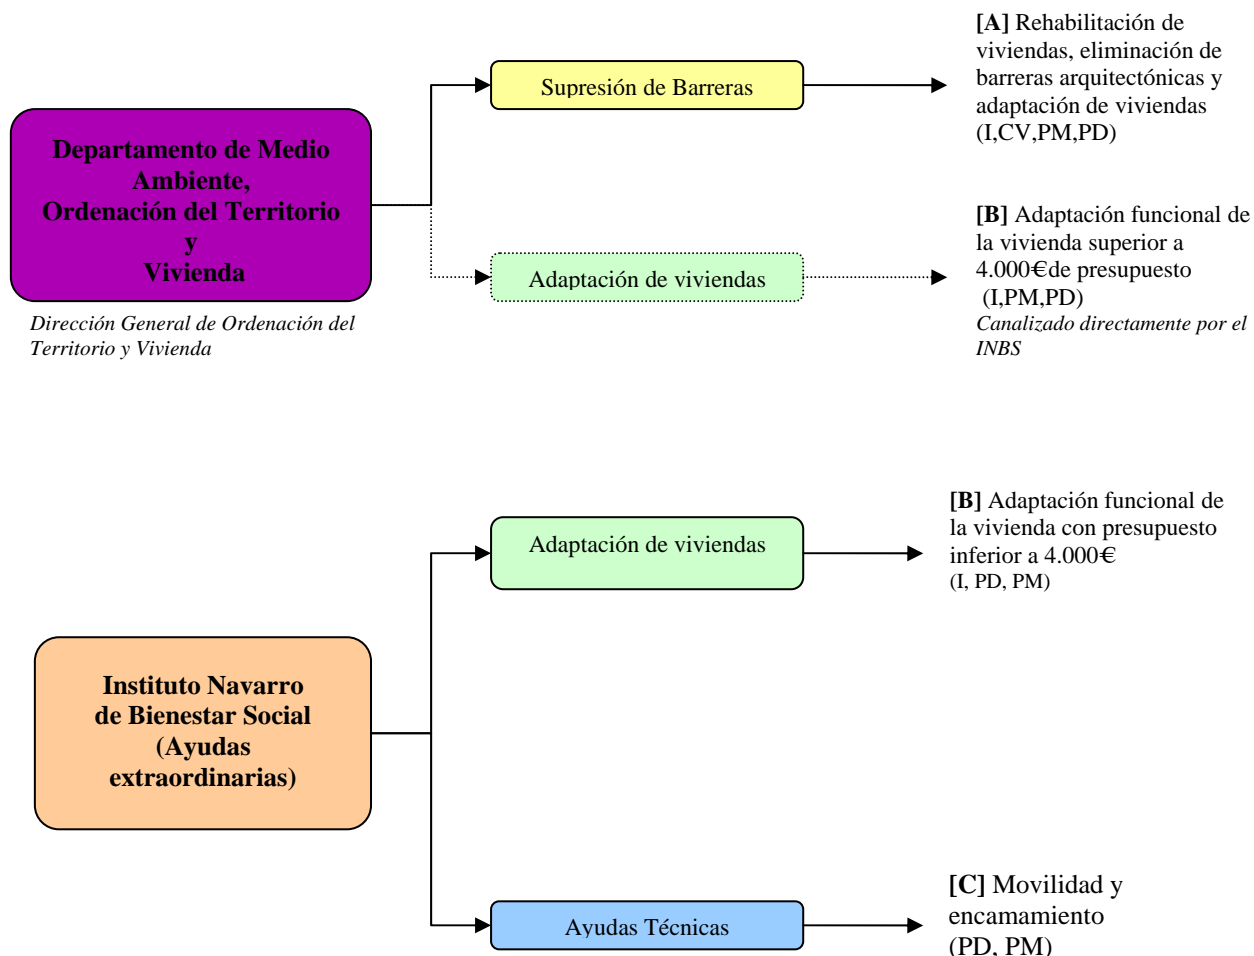 [A] Rehabilitación de
viviendas, eliminación de
barreras arquitectónicas y
adaptación de viviendas
(I,CV,PM,PD)
Supresión de Barreras
Departamento de Medio
Ambiente,
Ordenación del Territorio
y
Vivienda
Dirección General de Ordenación del
Territorio y Vivienda
Adaptación de viviendas
[B] Adaptación funcional de
la vivienda superior a
4.000€de presupuesto
(I,PM,PD)
Canalizado directamente por el
INBS
Adaptación de viviendas
[B] Adaptación funcional de
la vivienda con presupuesto
inferior a 4.000€
(I, PD, PM)
Instituto Navarro
de Bienestar Social
(Ayudas
extraordinarias)
Ayudas Técnicas
[C] Movilidad y
encamamiento
(PD, PM)